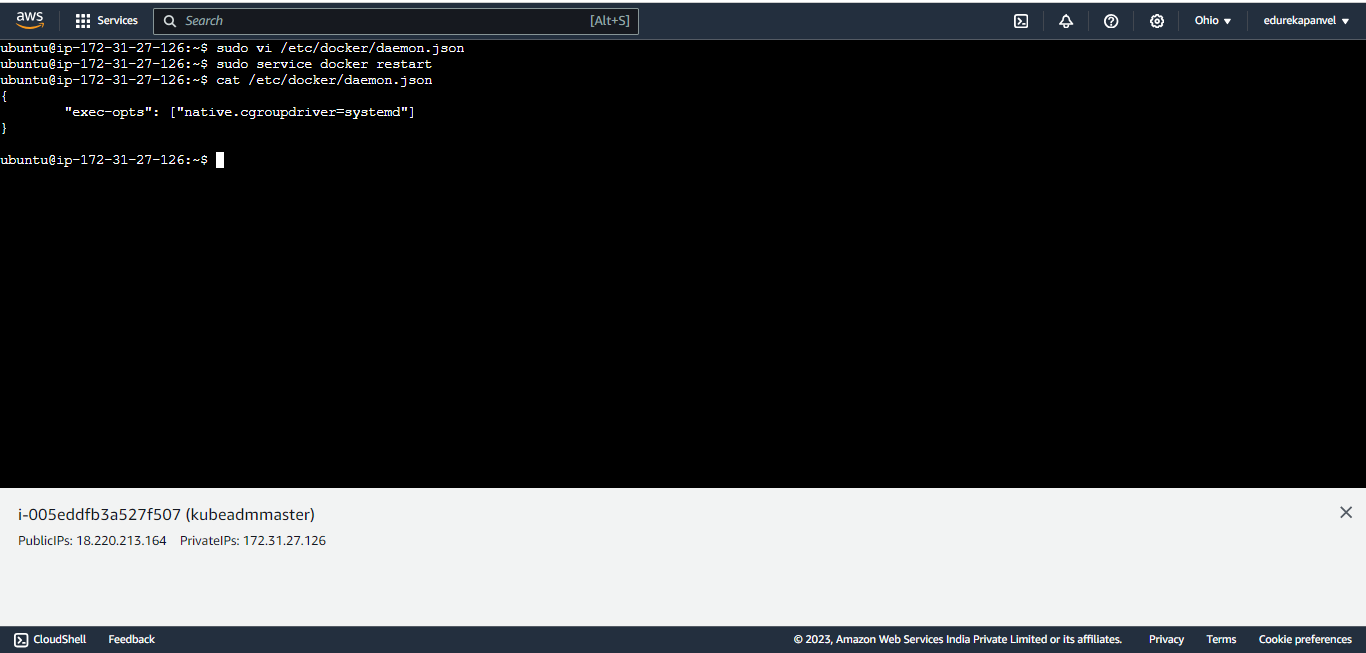 aws Services Search [Alt+S] Ohio edurekapanvel
ubuntu@ip-172-31-27-126:~$ sudo vi /etc/docker/daemon.json
ubuntu@ip-172-31-27-126:~$ sudo service docker restart
ubuntu@ip-172-31-27-126:~$ cat /etc/docker/daemon.json
{
        "exec-opts": ["native.cgroupdriver=systemd"]
}
ubuntu@ip-172-31-27-126:~$
i-005eddfb3a527f507 (kubeadmmaster)
PublicIPs: 18.220.213.164 PrivateIPs: 172.31.27.126
CloudShell Feedback © 2023, Amazon Web Services India Private Limited or its affiliates. Privacy Terms Cookie preferences